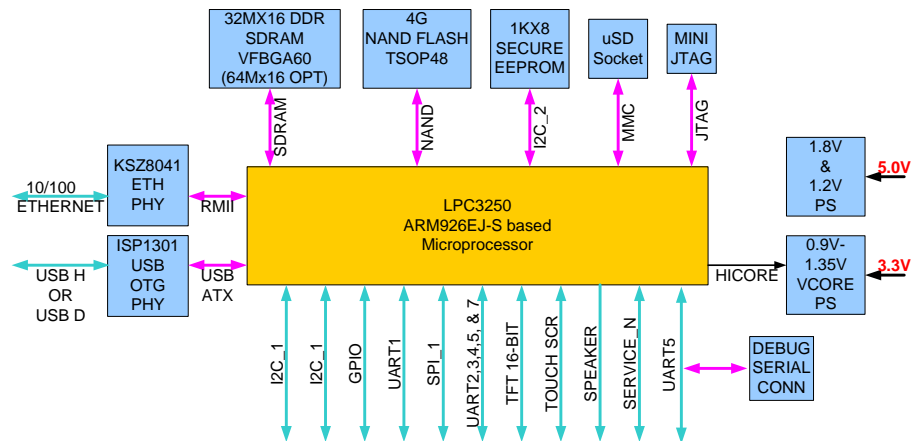 32MX16 DDR
SDRAM
VFBGA60
(64Mx16 OPT)
4G
NAND FLASH
TSOP48
1KX8
SECURE
EEPROM
uSD
Socket
MINI
JTAG
SDRAM
NAND
I2C_2
MMC
JTAG
KSZ8041
ETH
PHY
10/100
ETHERNET
RMII
LPC3250
ARM926EJ-S based
Microprocessor
1.8V
&
1.2V
PS
5.0V
ISP1301
USB
OTG
PHY
USB H
OR
USB D
USB
ATX
HICORE
0.9V-
1.35V
VCORE
PS
3.3V
I2C_1
I2C_1
GPIO
UART1
SPI_1
UART2,3,4,5, & 7
TFT 16-BIT
TOUCH SCR
SPEAKER
SERVICE_N
UART5
DEBUG
SERIAL
CONN